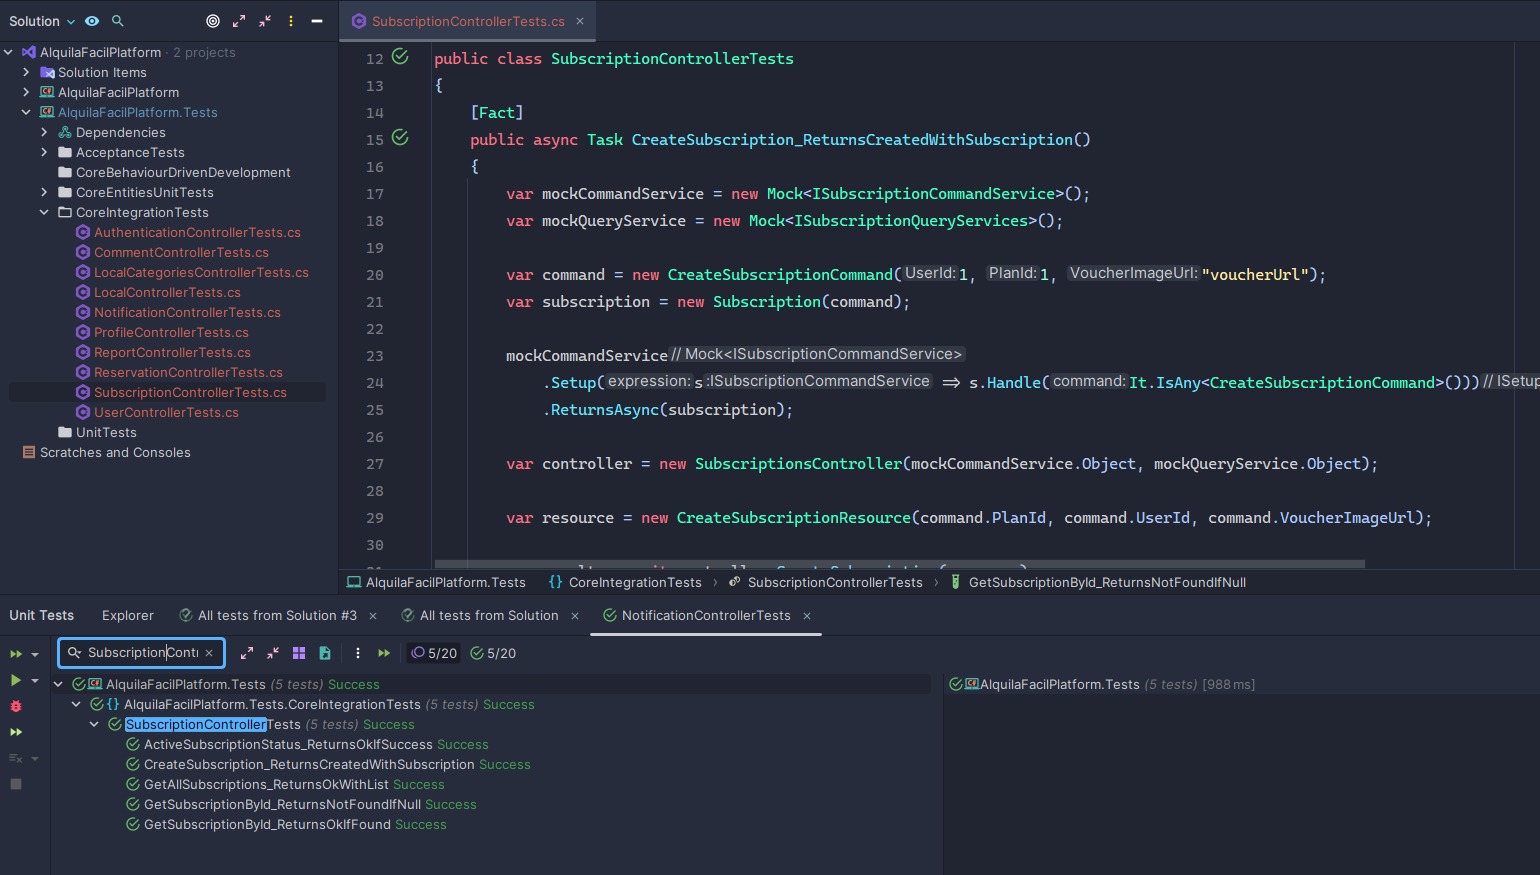 Solution
SubscriptionControllerTests.cs
AlquilaFacilPlatform · 2 projects
Solution Items
AlquilaFacilPlatform
AlquilaFacilPlatform.Tests
Dependencies
AcceptanceTests
CoreBehaviourDrivenDevelopment
CoreEntitiesUnitTests
CoreIntegrationTests
AuthenticationControllerTests.cs
CommentControllerTests.cs
LocalCategoriesControllerTests.cs
LocalControllerTests.cs
NotificationControllerTests.cs
ProfileControllerTests.cs
ReportControllerTests.cs
ReservationControllerTests.cs
SubscriptionControllerTests.cs
UserControllerTests.cs
UnitTests
Scratches and Consoles
12 public class SubscriptionControllerTests
13 {
14 [Fact]
15 public async Task CreateSubscription_ReturnsCreatedWithSubscription()
16 {
17 var mockCommandService = new Mock<ISubscriptionCommandService>();
18 var mockQueryService = new Mock<ISubscriptionQueryServices>();
19
20 var command = new CreateSubscriptionCommand( UserId: 1, PlanId: 1, VoucherImageUrl: "voucherUrl");
21 var subscription = new Subscription(command);
22
23 mockCommandService // Mock<ISubscriptionCommandService>
24 .Setup( expression: s :ISubscriptionCommandService => s.Handle( command: It.IsAny<CreateSubscriptionCommand>())) // ISetup
25 .ReturnsAsync(subscription);
26
27 var controller = new SubscriptionsController(mockCommandService.Object, mockQueryService.Object);
28
29 var resource = new CreateSubscriptionResource(command.PlanId, command.UserId, command.VoucherImageUrl);
30
AlquilaFacilPlatform.Tests {} CoreIntegrationTests › SubscriptionControllerTests › GetSubscriptionById_ReturnsNotFoundIfNull
Unit Tests Explorer All tests from Solution #3 × All tests from Solution × NotificationControllerTests ×
SubscriptionContr × 5/20 5/20
AlquilaFacilPlatform.Tests (5 tests) Success
{} AlquilaFacilPlatform.Tests.CoreIntegrationTests (5 tests) Success
SubscriptionControllerTests (5 tests) Success
ActiveSubscriptionStatus_ReturnsOkIfSuccess Success
CreateSubscription_ReturnsCreatedWithSubscription Success
GetAllSubscriptions_ReturnsOkWithList Success
GetSubscriptionById_ReturnsNotFoundIfNull Success
GetSubscriptionById_ReturnsOkIfFound Success
AlquilaFacilPlatform.Tests (5 tests) [988 ms]